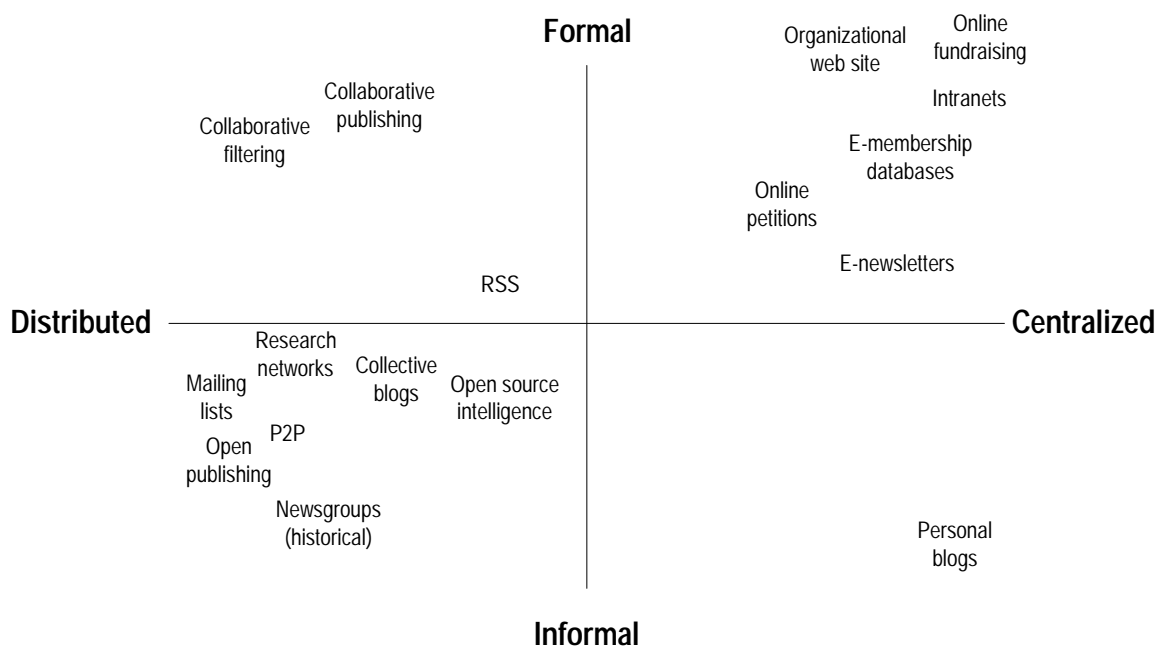 Formal
Organizational
web site
Online
fundraising
Collaborative
publishing
Intranets
Collaborative
filtering
E-membership
databases
Online
petitions
E-newsletters
RSS
Distributed
Centralized
Research
networks
Collective
blogs
Mailing
lists
Open source
intelligence
P2P
Open
publishing
Newsgroups
(historical)
Personal
blogs
Informal